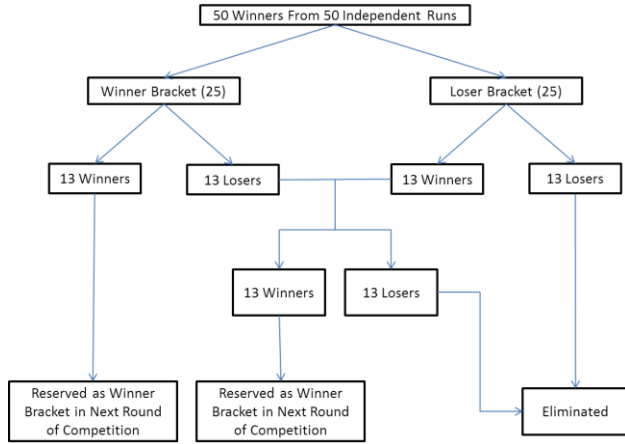 50 Winners From 50 Independent Runs
Winner Bracket (25)
Loser Bracket (25)
13 Winners
13 Losers
13 Winners
13 Losers
13 Winners
13 Losers
Reserved as Winner
Bracket in Next Round
of Competition
Reserved as Winner
Bracket in Next Round
of Competition
Eliminated